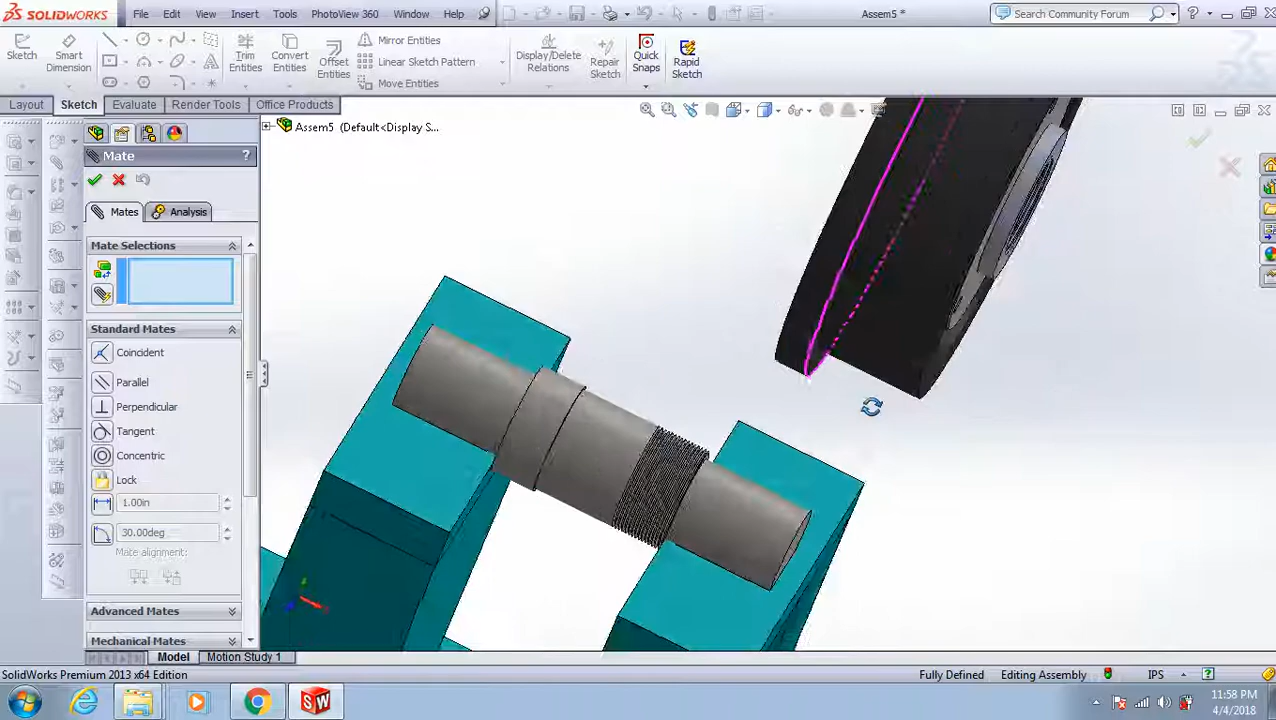 SOLIDWORKS File Edit View Insert Tools PhotoView 360 Window Help Assem5 * Search Community Forum
Sketch Smart Dimension Trim Entities Convert Entities Offset Entities Mirror Entities Linear Sketch Pattern Move Entities Display/Delete Relations Repair Sketch Quick Snaps Rapid Sketch
Layout Sketch Evaluate Render Tools Office Products
Assem5 (Default<Display S...
Mate ?
Mates Analysis
Mate Selections
Standard Mates
Coincident
Parallel
Perpendicular
Tangent
Concentric
Lock
1.00in
30.00deg
Mate alignment:
Advanced Mates
Mechanical Mates
Model Motion Study 1
SolidWorks Premium 2013 x64 Edition Fully Defined Editing Assembly IPS
11:58 PM
4/4/2018